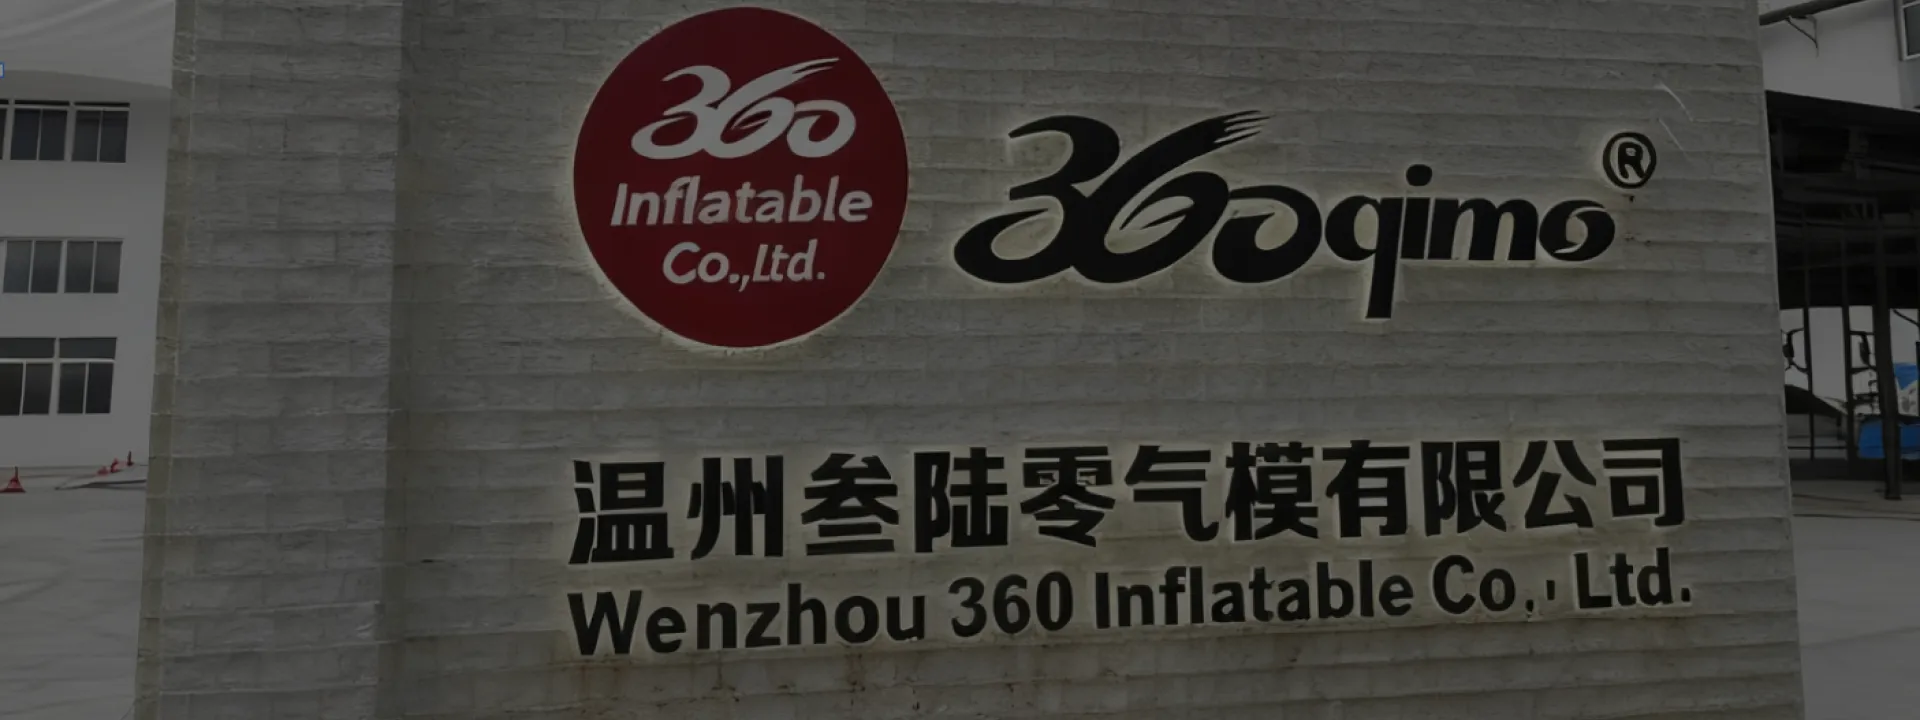 360
Inflatable
Co.,Ltd.
360qimo®
温州叁陆零气模有限公司
Wenzhou 360 Inflatable Co., Ltd.